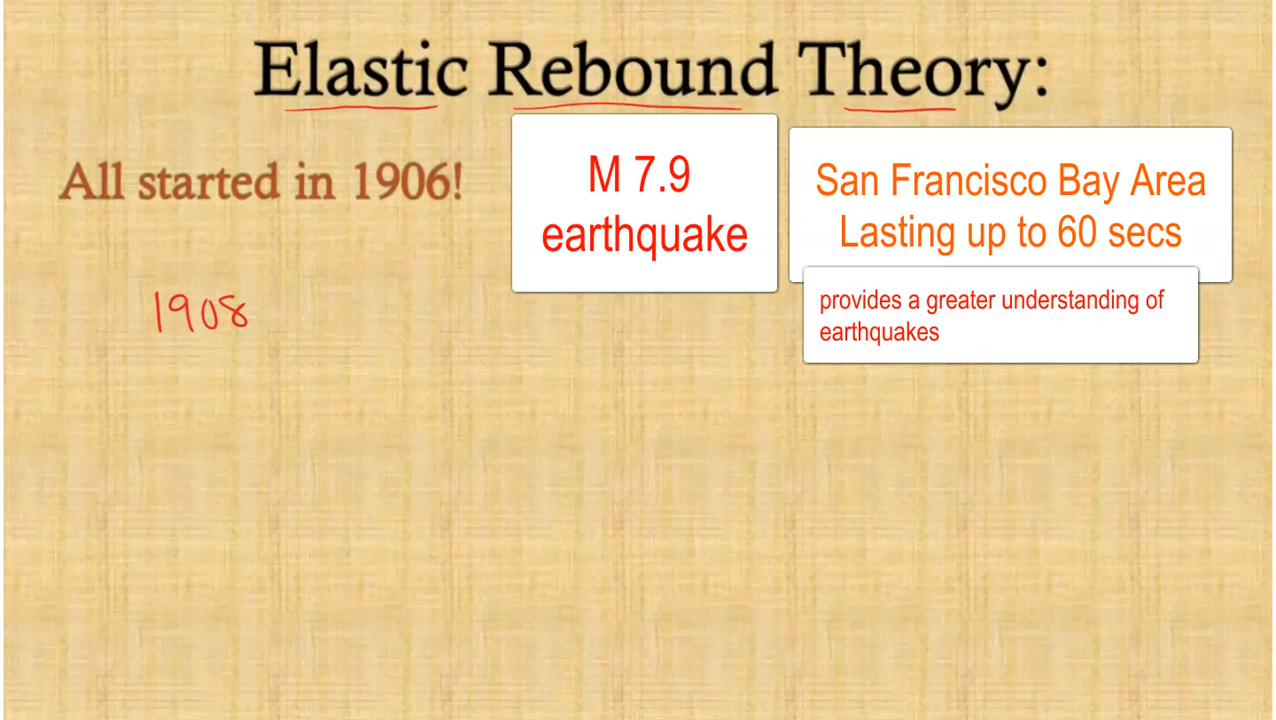 Elastic Rebound Theory:
All started in 1906!
M 7.9
earthquake
San Francisco Bay Area
Lasting up to 60 secs
provides a greater understanding of
earthquakes
1908